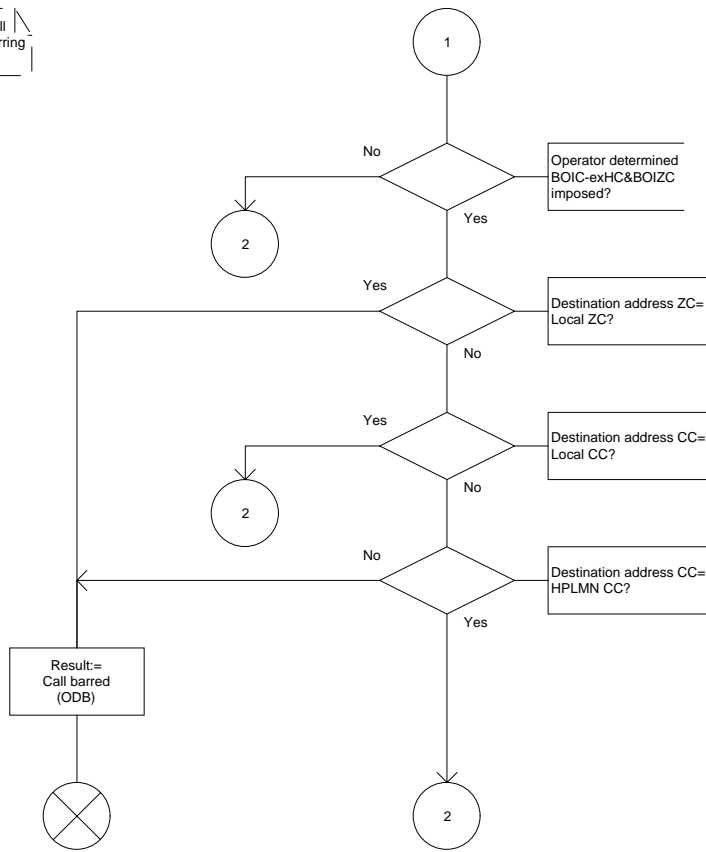 1
No
Operator determined
BOIC-exHC&BOIZC
imposed?
Yes
2
Yes
Destination address ZC=
Local ZC?
No
Yes
Destination address CC=
Local CC?
No
2
No
Destination address CC=
HPLMN CC?
Yes
Result:=
Call barred
(ODB)
2